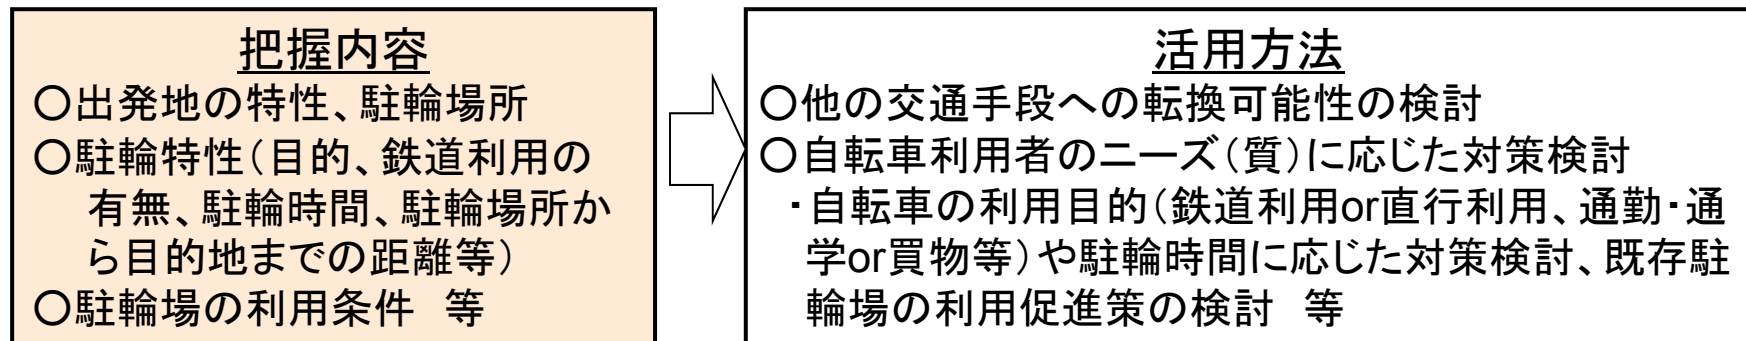 把握内容
〇出発地の特性、駐輪場所
〇駐輪特性（目的、鉄道利用の
有無、駐輪時間、駐輪場所か
ら目的地までの距離等）
〇駐輪場の利用条件　等
活用方法
〇他の交通手段への転換可能性の検討
〇自転車利用者のニーズ（質）に応じた対策検討
・自転車の利用目的（鉄道利用or直行利用、通勤・通
学or買物等）や駐輪時間に応じた対策検討、既存駐
輪場の利用促進策の検討　等